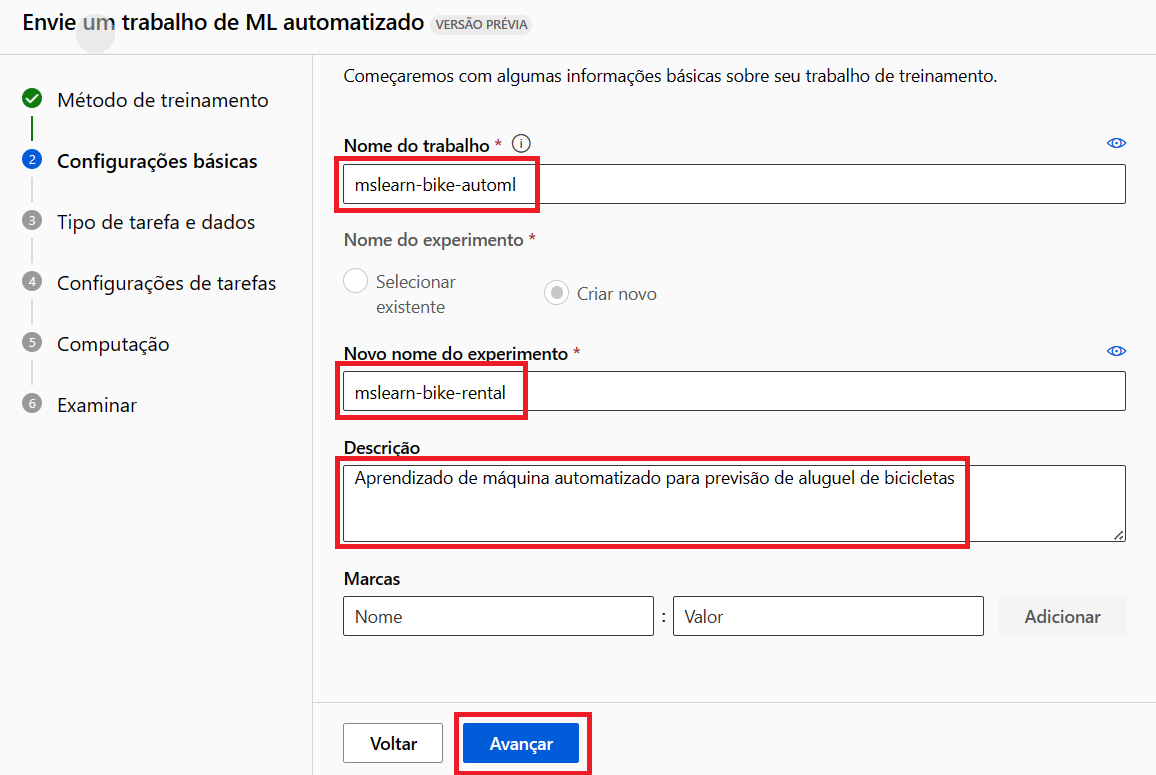 Envie um trabalho de ML automatizado VERSÃO PRÉVIA
Método de treinamento
2 Configurações básicas
3 Tipo de tarefa e dados
4 Configurações de tarefas
5 Computação
6 Examinar
Começaremos com algumas informações básicas sobre seu trabalho de treinamento.
Nome do trabalho * i
mslearn-bike-automl
Nome do experimento *
Selecionar
existente
Criar novo
Novo nome do experimento *
mslearn-bike-rental
Descrição
Aprendizado de máquina automatizado para previsão de aluguel de bicicletas
Marcas
Nome : Valor Adicionar
Voltar Avançar